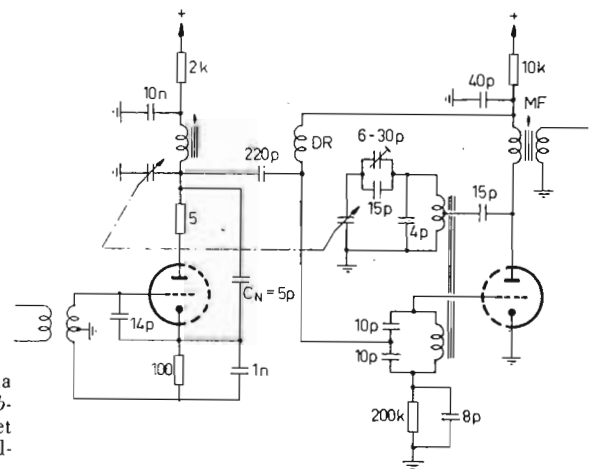 +
+
2k
10k
10n
40p
MF
DR
6-30p
220p
15p
15p
4p
5
C_N = 5p
14p
10p
10p
100
1n
200k
8p
a
b-
et
l-